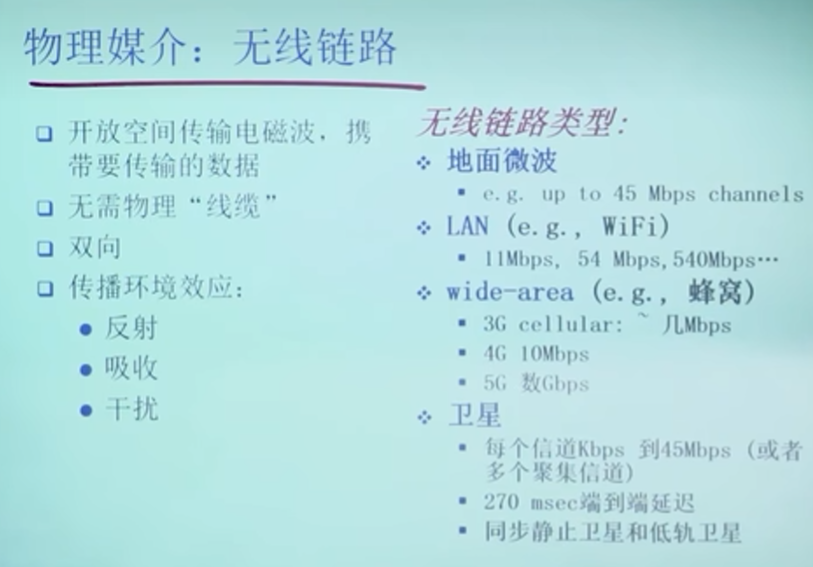 物理媒介：无线链路
开放空间传输电磁波，携
带要传输的数据
无需物理“线缆”
双向
传播环境效应：
反射
吸收
干扰
无线链路类型:
地面微波
e.g. up to 45 Mbps channels
LAN (e.g., WiFi)
11Mbps, 54 Mbps,540Mbps…
wide-area (e.g., 蜂窝)
3G cellular: ~ 几Mbps
4G 10Mbps
5G 数Gbps
卫星
每个信道Kbps 到45Mbps (或者
多个聚集信道)
270 msec端到端延迟
同步静止卫星和低轨卫星